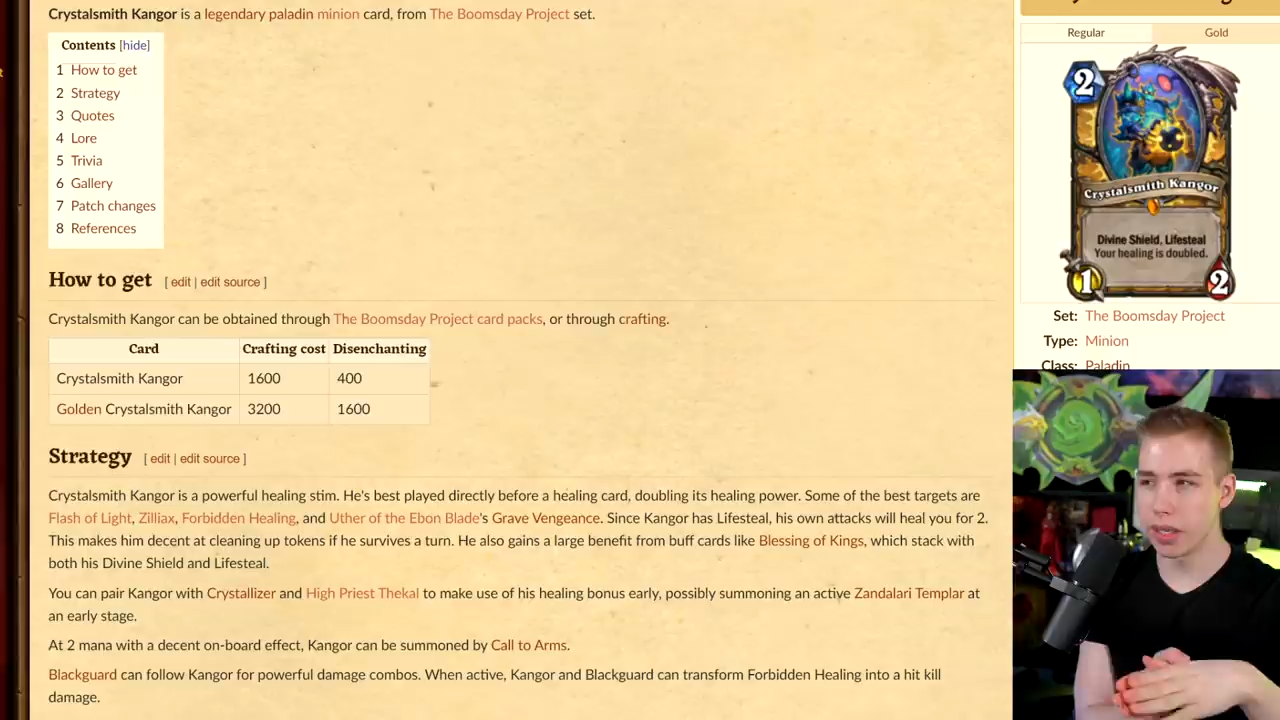 Crystalsmith Kangor is a legendary paladin minion card, from The Boomsday Project set.
Contents [hide]
1 How to get
2 Strategy
3 Quotes
4 Lore
5 Trivia
6 Gallery
7 Patch changes
8 References
How to get [ edit | edit source ]
Crystalsmith Kangor can be obtained through The Boomsday Project card packs, or through crafting.
Card Crafting cost Disenchanting
Crystalsmith Kangor 1600 400
Golden Crystalsmith Kangor 3200 1600
Strategy [ edit | edit source ]
Crystalsmith Kangor is a powerful healing stim. He's best played directly before a healing card, doubling its healing power. Some of the best targets are
Flash of Light, Zilliax, Forbidden Healing, and Uther of the Ebon Blade's Grave Vengeance. Since Kangor has Lifesteal, his own attacks will heal you for 2.
This makes him decent at cleaning up tokens if he survives a turn. He also gains a large benefit from buff cards like Blessing of Kings, which stack with
both his Divine Shield and Lifesteal.
You can pair Kangor with Crystallizer and High Priest Thekal to make use of his healing bonus early, possibly summoning an active Zandalari Templar at
an early stage.
At 2 mana with a decent on-board effect, Kangor can be summoned by Call to Arms.
Blackguard can follow Kangor for powerful damage combos. When active, Kangor and Blackguard can transform Forbidden Healing into a hit kill
damage.
Regular Gold
2
Crystalsmith Kangor
Divine Shield, Lifesteal
Your healing is doubled.
1 2
Set: The Boomsday Project
Type: Minion
Class: Paladin